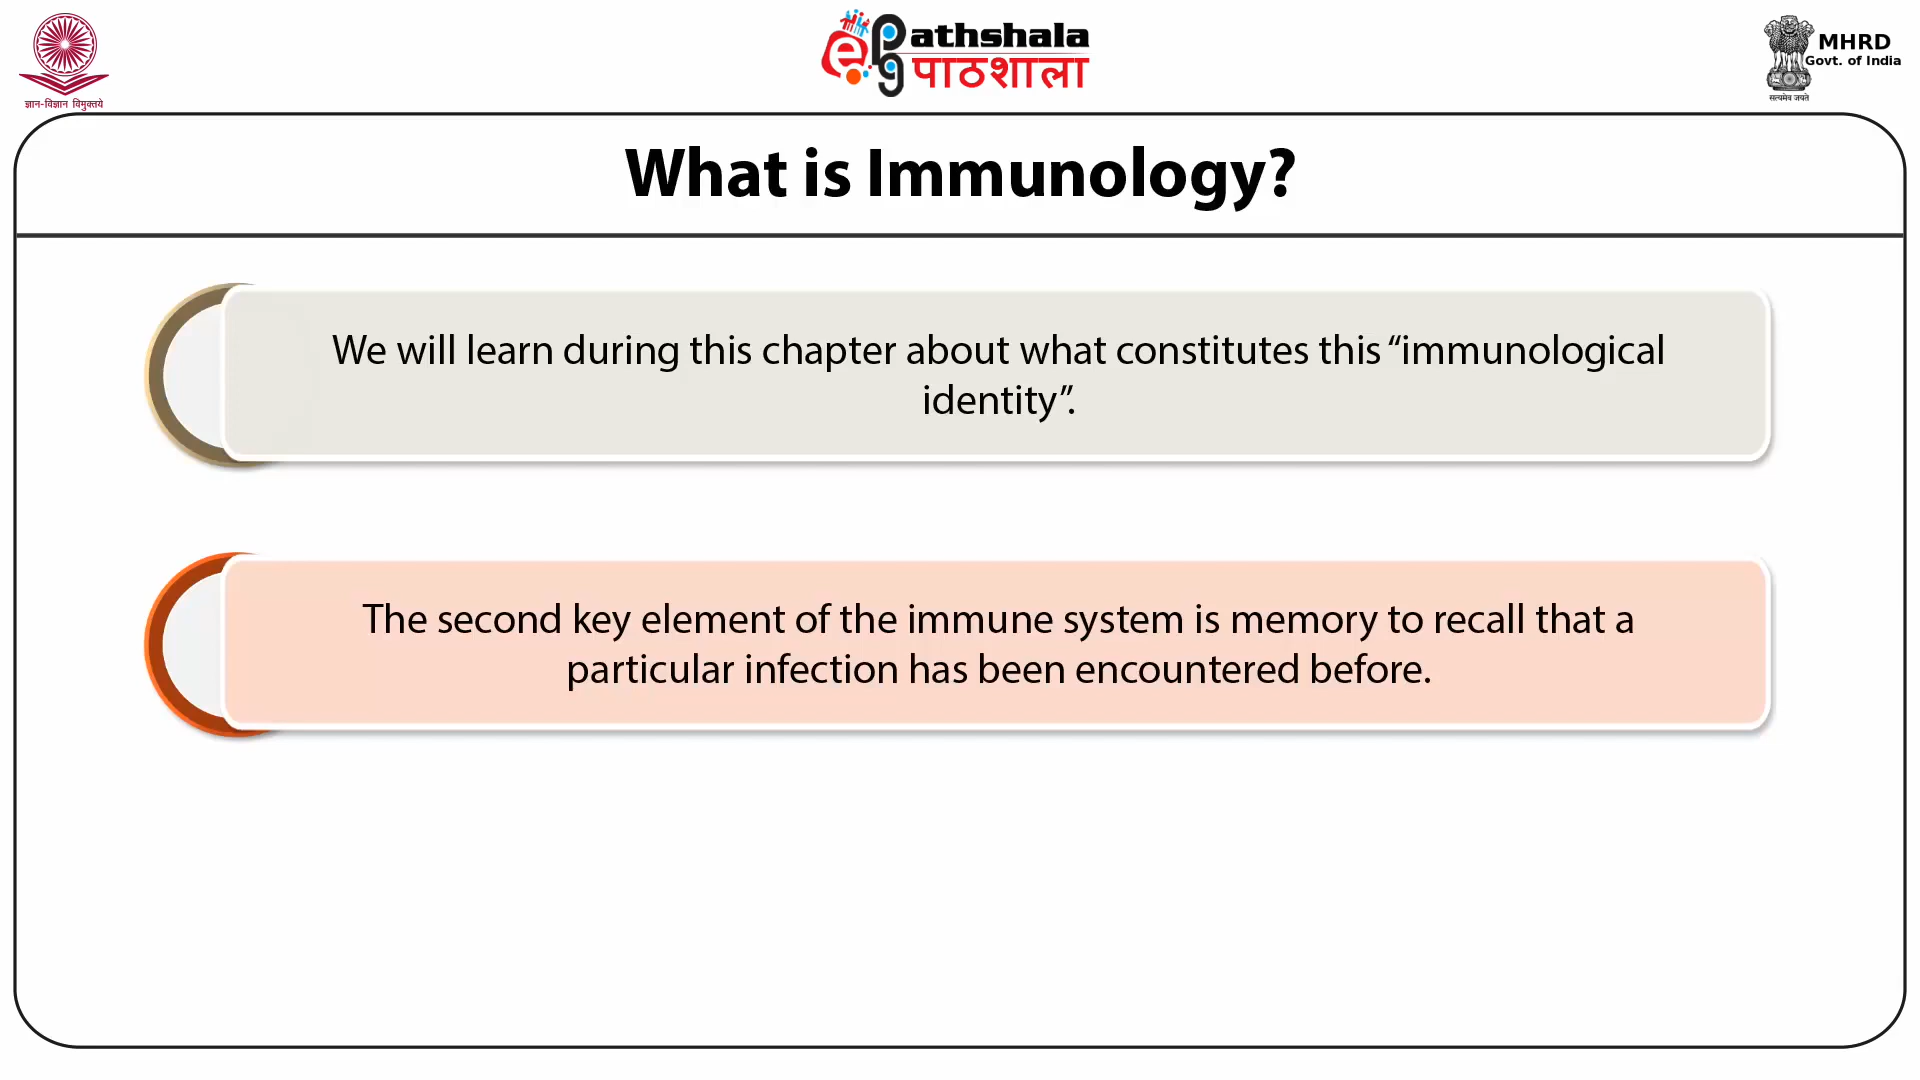 ज्ञान-विज्ञान विमुक्तये
ePathshala
पाठशाला
pg
MHRD
Govt. of India
सत्यमेव जयते
What is Immunology?
We will learn during this chapter about what constitutes this “immunological
identity”.
The second key element of the immune system is memory to recall that a
particular infection has been encountered before.